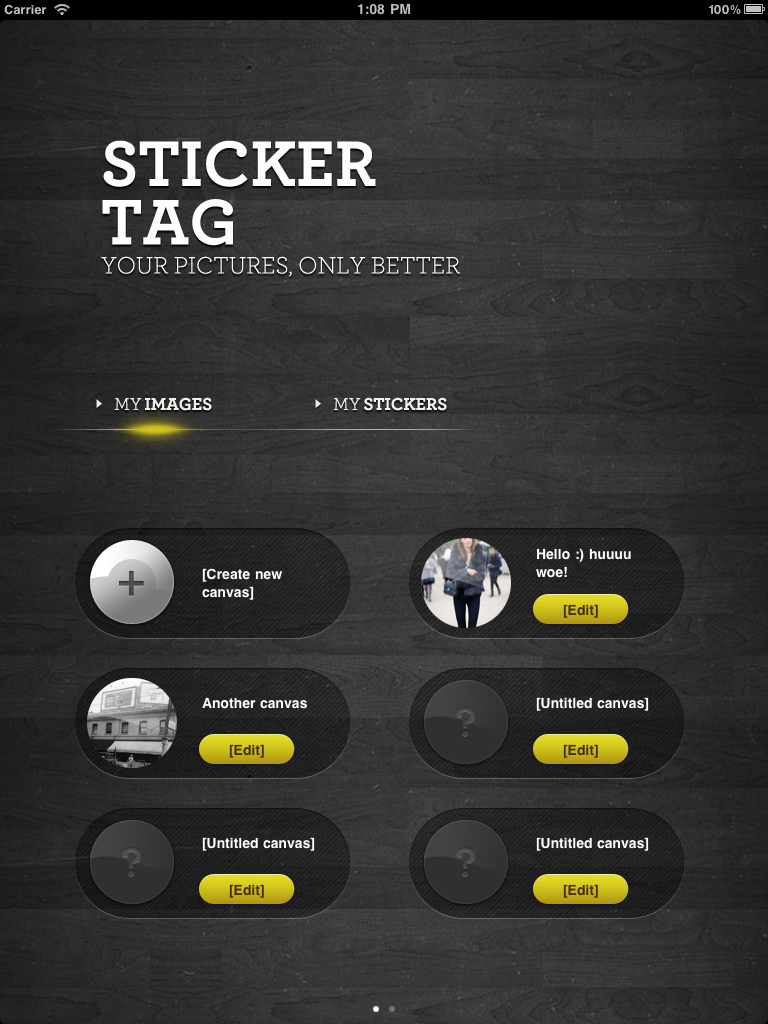 Carrier 1:08 PM 100%
STICKER
TAG
YOUR PICTURES, ONLY BETTER
MY IMAGES
MY STICKERS
[Create new
canvas]
Hello :) huuuu
woe!
[Edit]
Another canvas
[Edit]
[Untitled canvas]
[Edit]
[Untitled canvas]
[Edit]
[Untitled canvas]
[Edit]